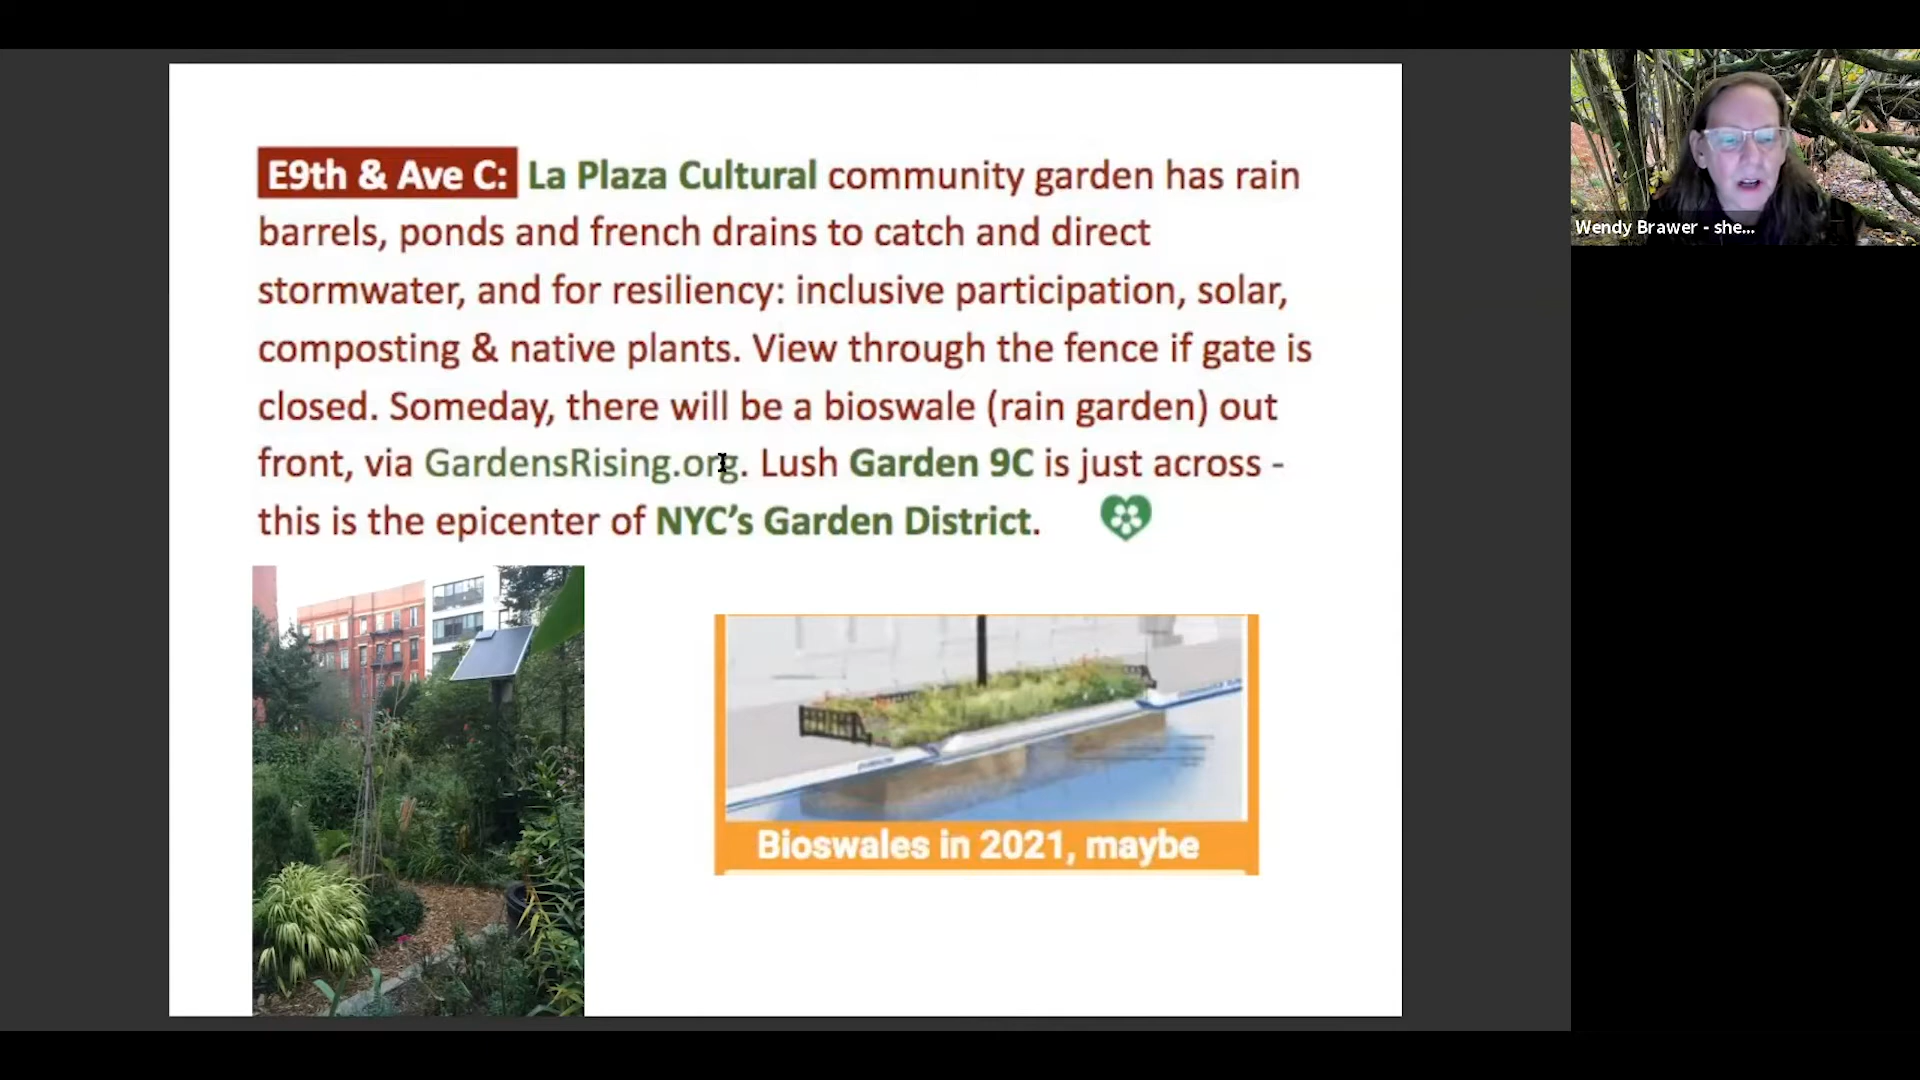 E9th & Ave C: La Plaza Cultural community garden has rain
barrels, ponds and french drains to catch and direct
stormwater, and for resiliency: inclusive participation, solar,
composting & native plants. View through the fence if gate is
closed. Someday, there will be a bioswale (rain garden) out
front, via GardensRising.org. Lush Garden 9C is just across -
this is the epicenter of NYC’s Garden District.
Bioswales in 2021, maybe
Wendy Brawer - she...